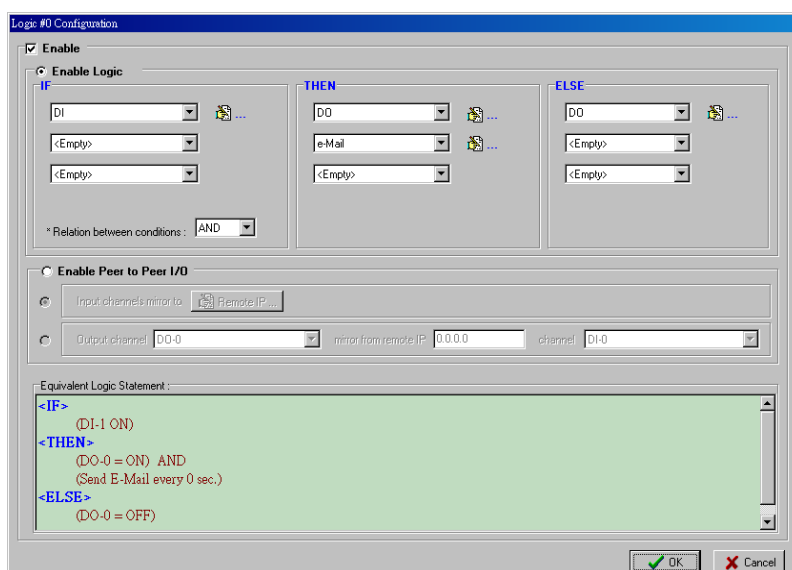 Logic #0 Configuration
Enable
Enable Logic
IF
THEN
ELSE
DI ...
DO ...
DO ...
<Empty>
e-Mail ...
<Empty>
<Empty>
<Empty>
<Empty>
* Relation between conditions : AND
Enable Peer to Peer I/O
Input channels mirror to Remote IP ...
Output channel DO-0 mirror from remote IP 0.0.0.0 channel DI-0
Equivalent Logic Statement :
<IF>
(DI-1 ON)
<THEN>
(DO-0 = ON) AND
(Send E-Mail every 0 sec.)
<ELSE>
(DO-0 = OFF)
OK Cancel